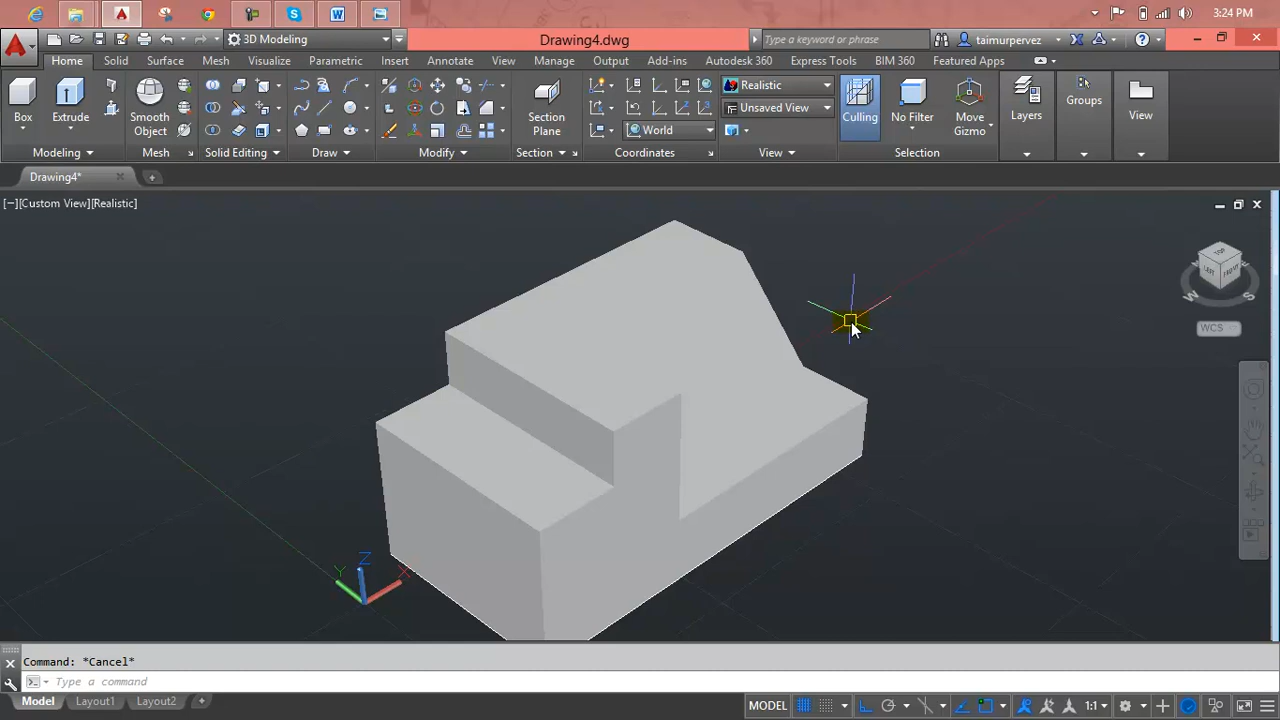 3:24 PM
3D Modeling
Drawing4.dwg
Type a keyword or phrase
taimurpervez
Home Solid Surface Mesh Visualize Parametric Insert Annotate View Manage Output Add-ins Autodesk 360 Express Tools BIM 360 Featured Apps
Realistic
Unsaved View
World
Box
Extrude
Smooth Object
Section Plane
Culling
No Filter
Move Gizmo
Layers
Groups
View
Modeling Mesh Solid Editing Draw Modify Section Coordinates View Selection
Drawing4*
[−][Custom View][Realistic]
TOP
LEFT
FRONT
W
S
WCS
Z
Y
X
Command: *Cancel*
Type a command
Model Layout1 Layout2
MODEL
1:1